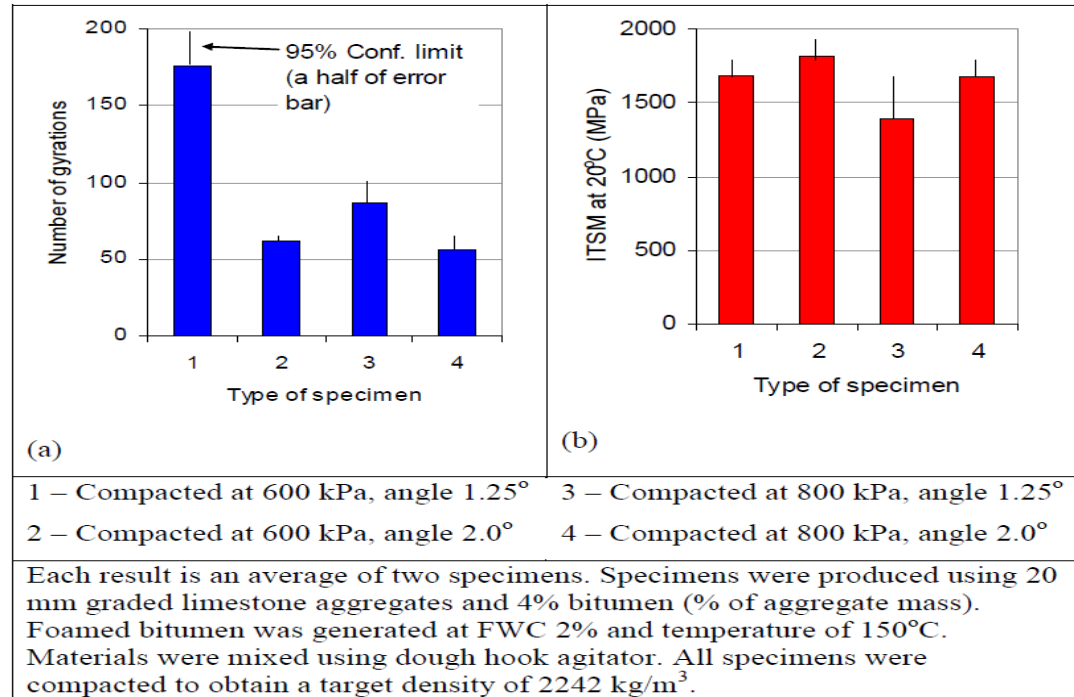 200
150
100
50
0
Number of gyrations
95% Conf. limit
(a half of error
bar)
1 2 3 4
Type of specimen
(a)
2000
1500
1000
500
0
ITSM at 20⁰C (MPa)
1 2 3 4
Type of specimen
(b)
1 – Compacted at 600 kPa, angle 1.25°
2 – Compacted at 600 kPa, angle 2.0°
3 – Compacted at 800 kPa, angle 1.25°
4 – Compacted at 800 kPa, angle 2.0°
Each result is an average of two specimens. Specimens were produced using 20
mm graded limestone aggregates and 4% bitumen (% of aggregate mass).
Foamed bitumen was generated at FWC 2% and temperature of 150°C.
Materials were mixed using dough hook agitator. All specimens were
compacted to obtain a target density of 2242 kg/m³.